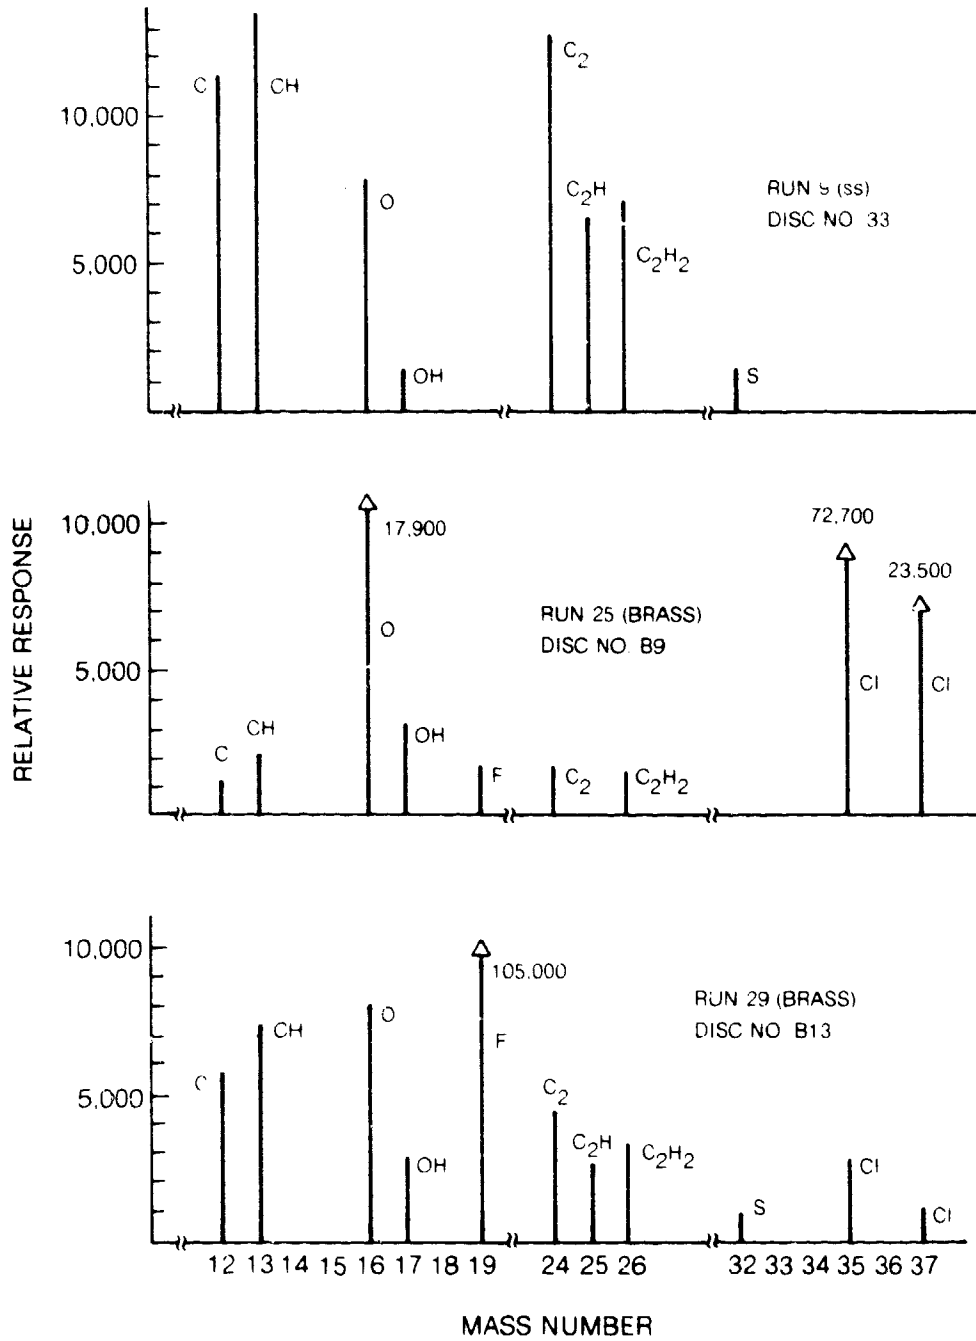 C
CH
C2
10,000
C2H
RUN 9 (SS)
O
DISC NO. 33
5,000
C2H2
OH
S
RELATIVE RESPONSE
72,700
10,000
17,900
23,500
RUN 25 (BRASS)
O
DISC NO. B9
5,000
Cl
Cl
CH
OH
C
F
C2
C2H2
10,000
105,000
RUN 29 (BRASS)
O
DISC NO. B13
CH
F
C
5,000
C2
C2H
C2H2
OH
Cl
S
Cl
12 13 14 15 16 17 18 19 24 25 26 32 33 34 35 36 37
MASS NUMBER